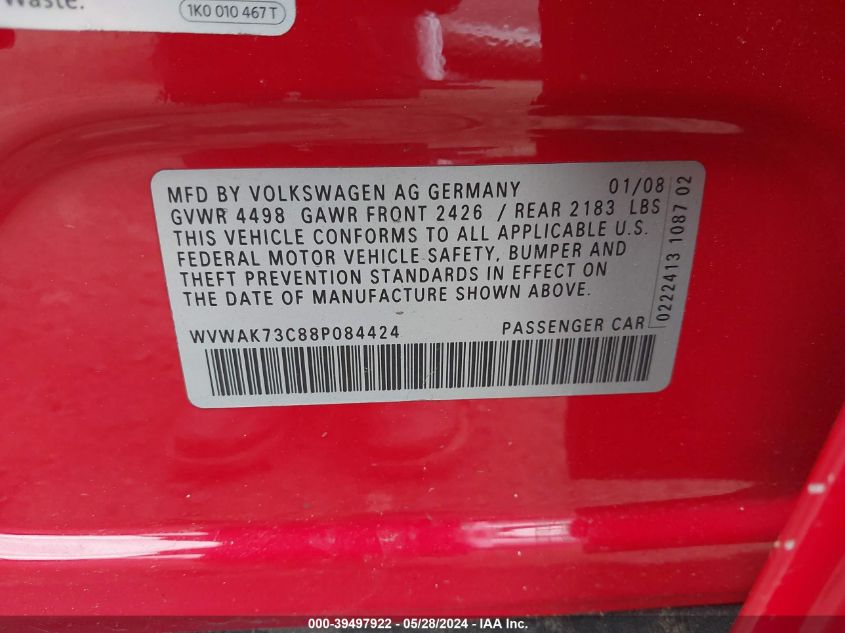 Waste.
1K0 010 467 T
MFD BY VOLKSWAGEN AG GERMANY 01/08
GVWR 4498 GAWR FRONT 2426 / REAR 2183 LBS
THIS VEHICLE CONFORMS TO ALL APPLICABLE U.S.
FEDERAL MOTOR VEHICLE SAFETY, BUMPER AND
THEFT PREVENTION STANDARDS IN EFFECT ON
THE DATE OF MANUFACTURE SHOWN ABOVE.
WVWAK73C88P084424 PASSENGER CAR
0222413 1087 02
000-39497922 - 05/28/2024 - IAA Inc.